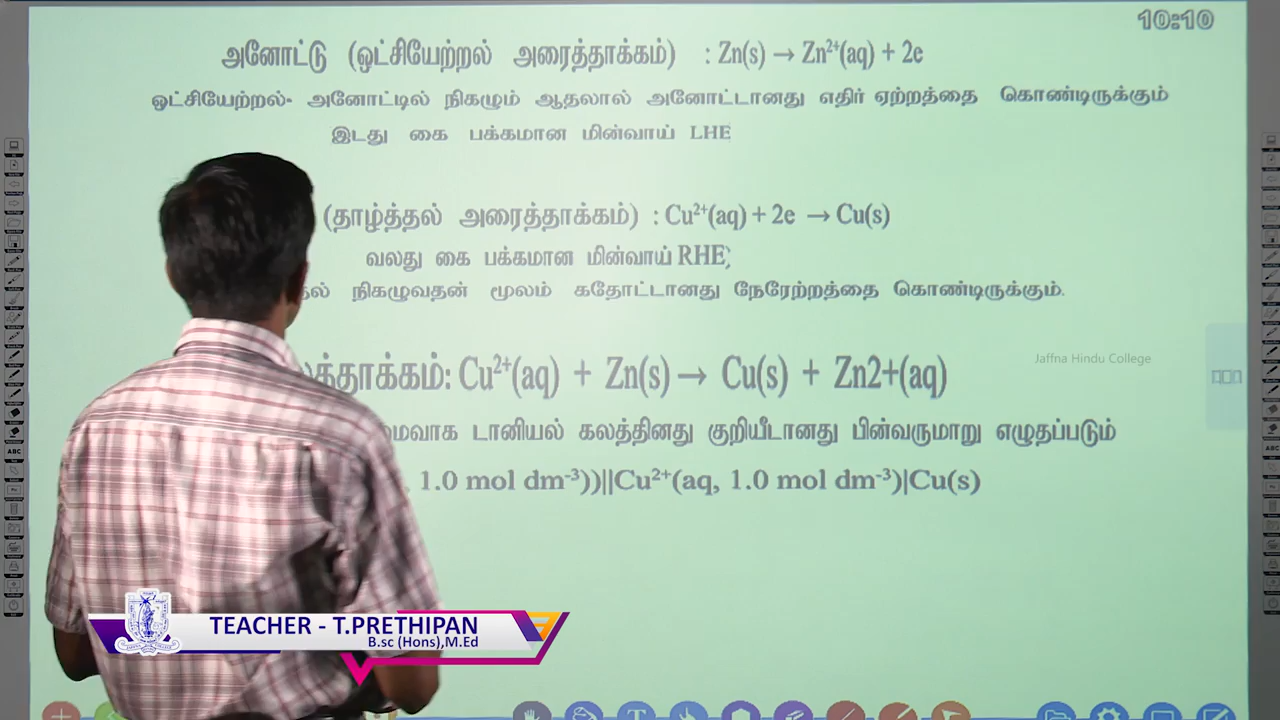 10:10
அனோட்டு (ஒட்சியேற்றல் அரைத்தாக்கம்) : Zn(s) → Zn²⁺(aq) + 2e
ஒட்சியேற்றல்- அனோட்டில் நிகழும் ஆதலால் அனோட்டானது எதிர் ஏற்றத்தை கொண்டிருக்கும்
இடது கை பக்கமான மின்வாய் LHE
(தாழ்த்தல் அரைத்தாக்கம்) : Cu²⁺(aq) + 2e → Cu(s)
வலது கை பக்கமான மின்வாய் RHE;
நிகழுவதன் மூலம் கதோட்டானது நேரேற்றத்தை கொண்டிருக்கும்.
Jaffna Hindu College
Cu²⁺(aq) + Zn(s) → Cu(s) + Zn2+(aq)
டானியல் கலத்தினது குறியீடானது பின்வருமாறு எழுதப்படும்
, 1.0 mol dm⁻³))||Cu²⁺(aq, 1.0 mol dm⁻³)|Cu(s)
TEACHER - T.PRETHIPAN
B.sc (Hons),M.Ed